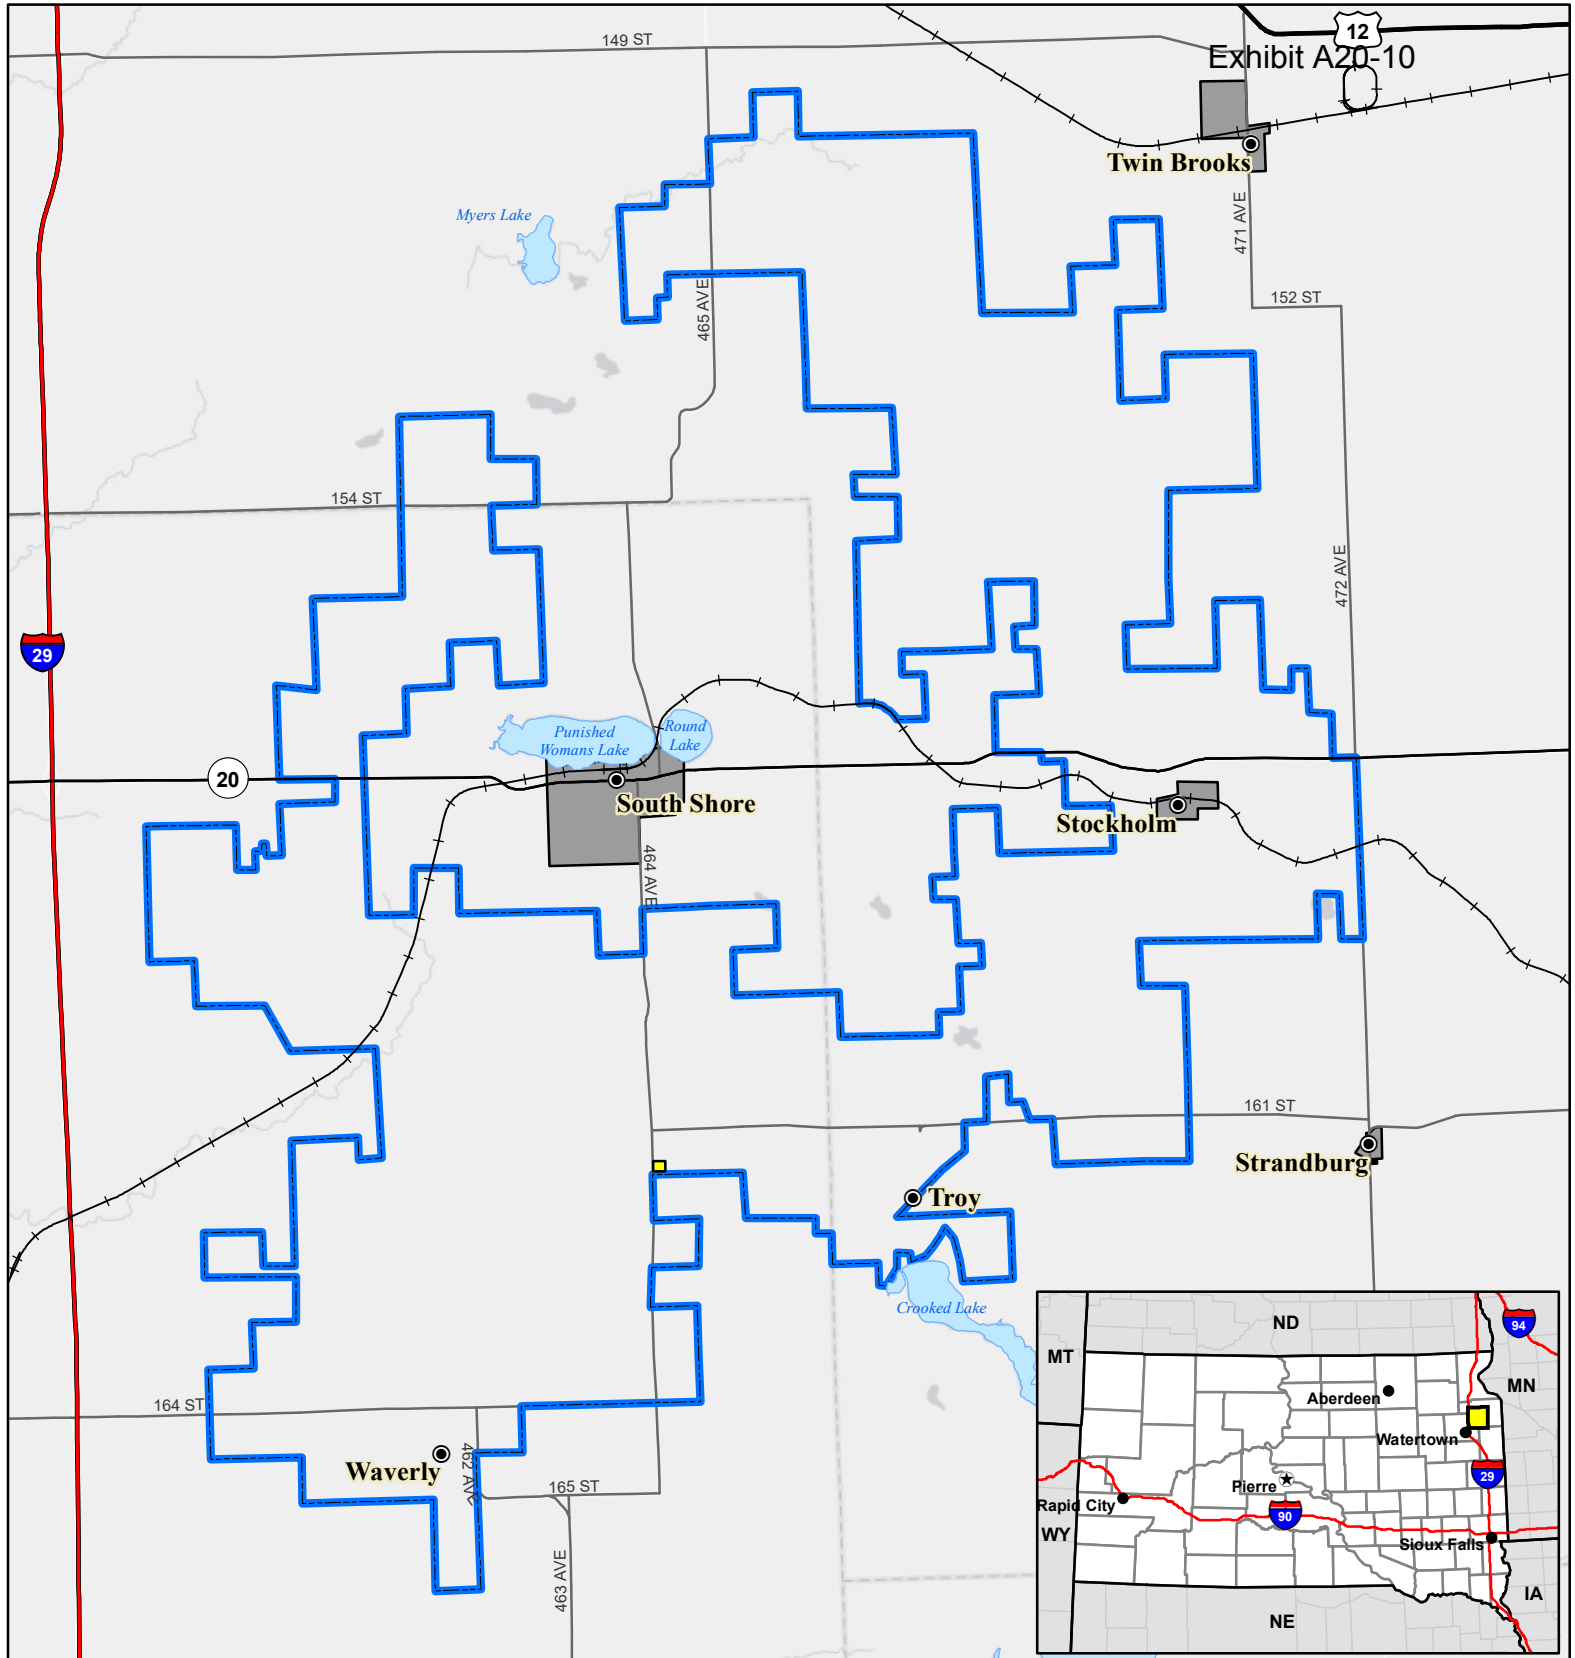 149 ST
12
Exhibit A20-10
Twin Brooks
Myers Lake
471 AVE
152 ST
465 AVE
154 ST
472 AVE
29
Punished
Womans Lake
Round
Lake
20
South Shore
Stockholm
464 AVE
161 ST
Strandburg
Troy
Crooked Lake
164 ST
Waverly
462 AVE
165 ST
463 AVE
ND
94
MT
MN
Aberdeen
Watertown
29
Pierre
Rapid City
90
WY
Sioux Falls
IA
NE